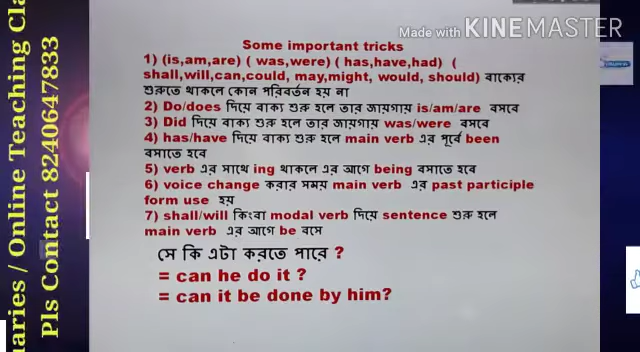 Made with KINEMASTER
Some important tricks
1) (is,am,are) ( was,were) ( has,have,had) (
shall,will,can,could, may,might, would, should) বাক্যের
শুরুতে থাকলে কোন পরিবর্তন হয় না
2) Do/does দিয়ে বাক্য শুরু হলে তার জায়গায় is/am/are বসবে
3) Did দিয়ে বাক্য শুরু হলে তার জায়গায় was/were বসবে
4) has/have দিয়ে বাক্য শুরু হলে main verb এর পূর্বে been
বসাতে হবে
5) verb এর সাথে ing থাকলে এর আগে being বসাতে হবে
6) voice change করার সময় main verb এর past participle
form use হয়
7) shall/will কিংবা modal verb দিয়ে sentence শুরু হলে
main verb এর আগে be বসে
সে কি এটা করতে পারে ?
= can he do it ?
= can it be done by him?
uaries / Online Teaching Cla
Pls Contact 8240647833